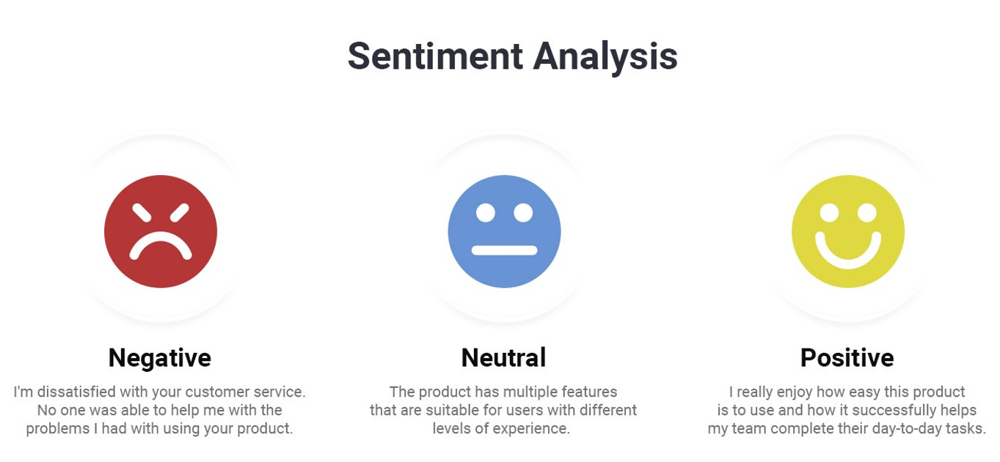 Sentiment Analysis
Negative
I'm dissatisfied with your customer service.
No one was able to help me with the
problems I had with using your product.
Neutral
The product has multiple features
that are suitable for users with different
levels of experience.
Positive
I really enjoy how easy this product
is to use and how it successfully helps
my team complete their day-to-day tasks.